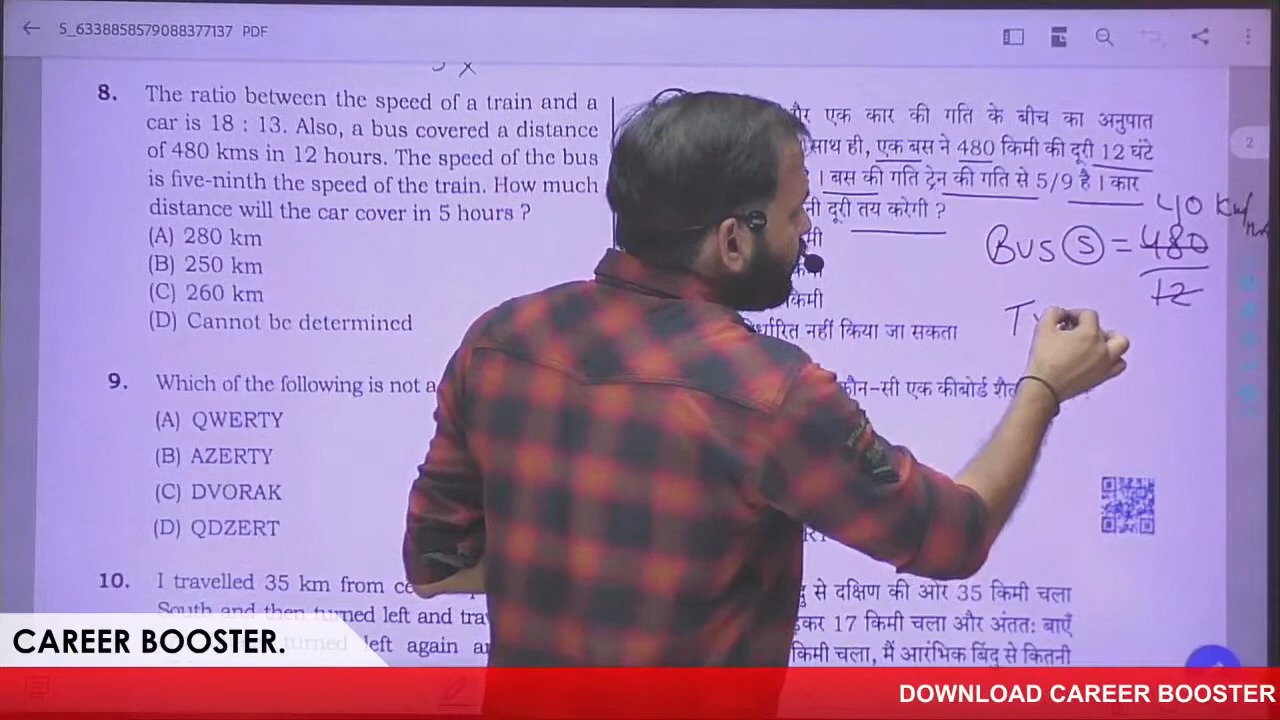 S_6338858579088377137 PDF
2
8. The ratio between the speed of a train and a
car is 18 : 13. Also, a bus covered a distance
of 480 kms in 12 hours. The speed of the bus
is five-ninth the speed of the train. How much
distance will the car cover in 5 hours ?
(A) 280 km
(B) 250 km
(C) 260 km
(D) Cannot be determined
एक कार की गति के बीच का अनुपात
साथ ही, एक बस ने 480 किमी की दूरी 12 घंटे
। बस की गति ट्रेन की गति से 5/9 है । कार
दूरी तय करेगी ?
किमी
नहीं किया जा सकता
40 km/
BUS S = 480
12
9. Which of the following is not a
(A) QWERTY
(B) AZERTY
(C) DVORAK
(D) QDZERT
कौन-सी एक कीबोर्ड
10. I travelled 35 km from
South and then turned left and
turned left again
से दक्षिण की ओर 35 किमी चला
17 किमी चला और अंततः बाएँ
किमी चला, मैं आरंभिक बिंदु से कितनी
CAREER BOOSTER.
DOWNLOAD CAREER BOOSTER